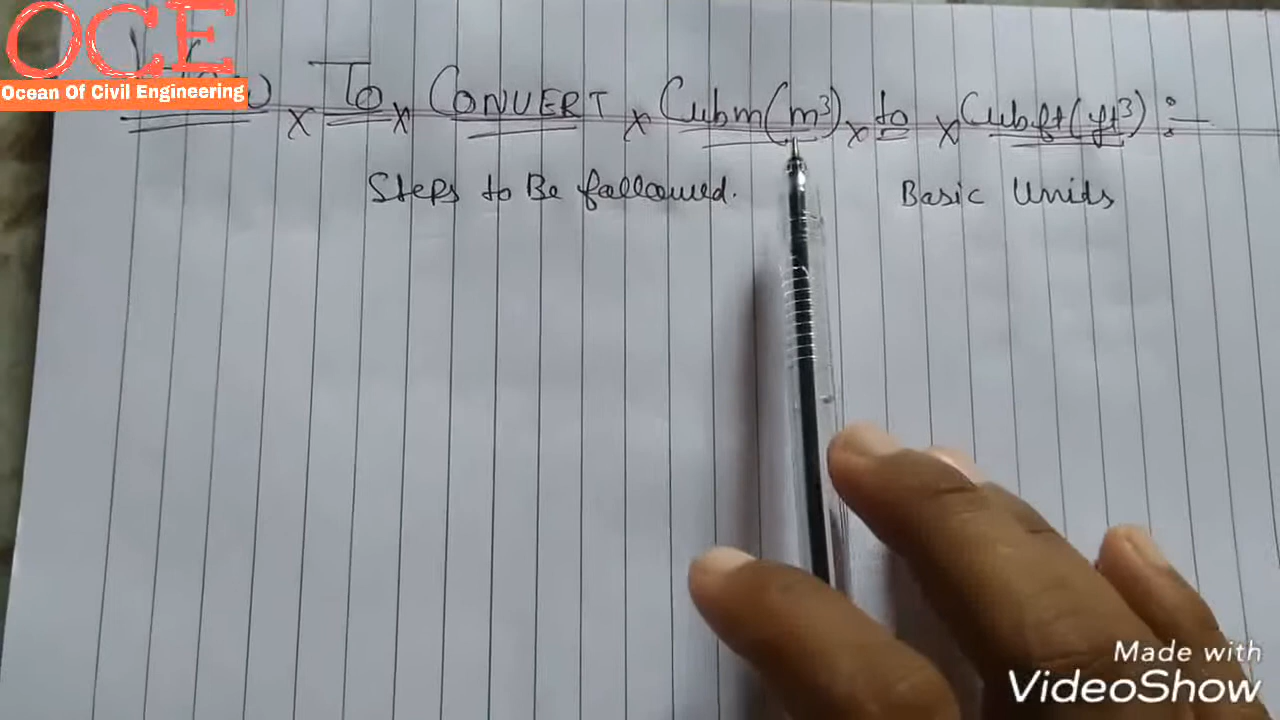 OCE
Ocean Of Civil Engineering
x To x CONVERT x Cubm(m³) x to x Cubft(ft³) :-
Steps to Be fallowed. Basic Units
Made with
VideoShow